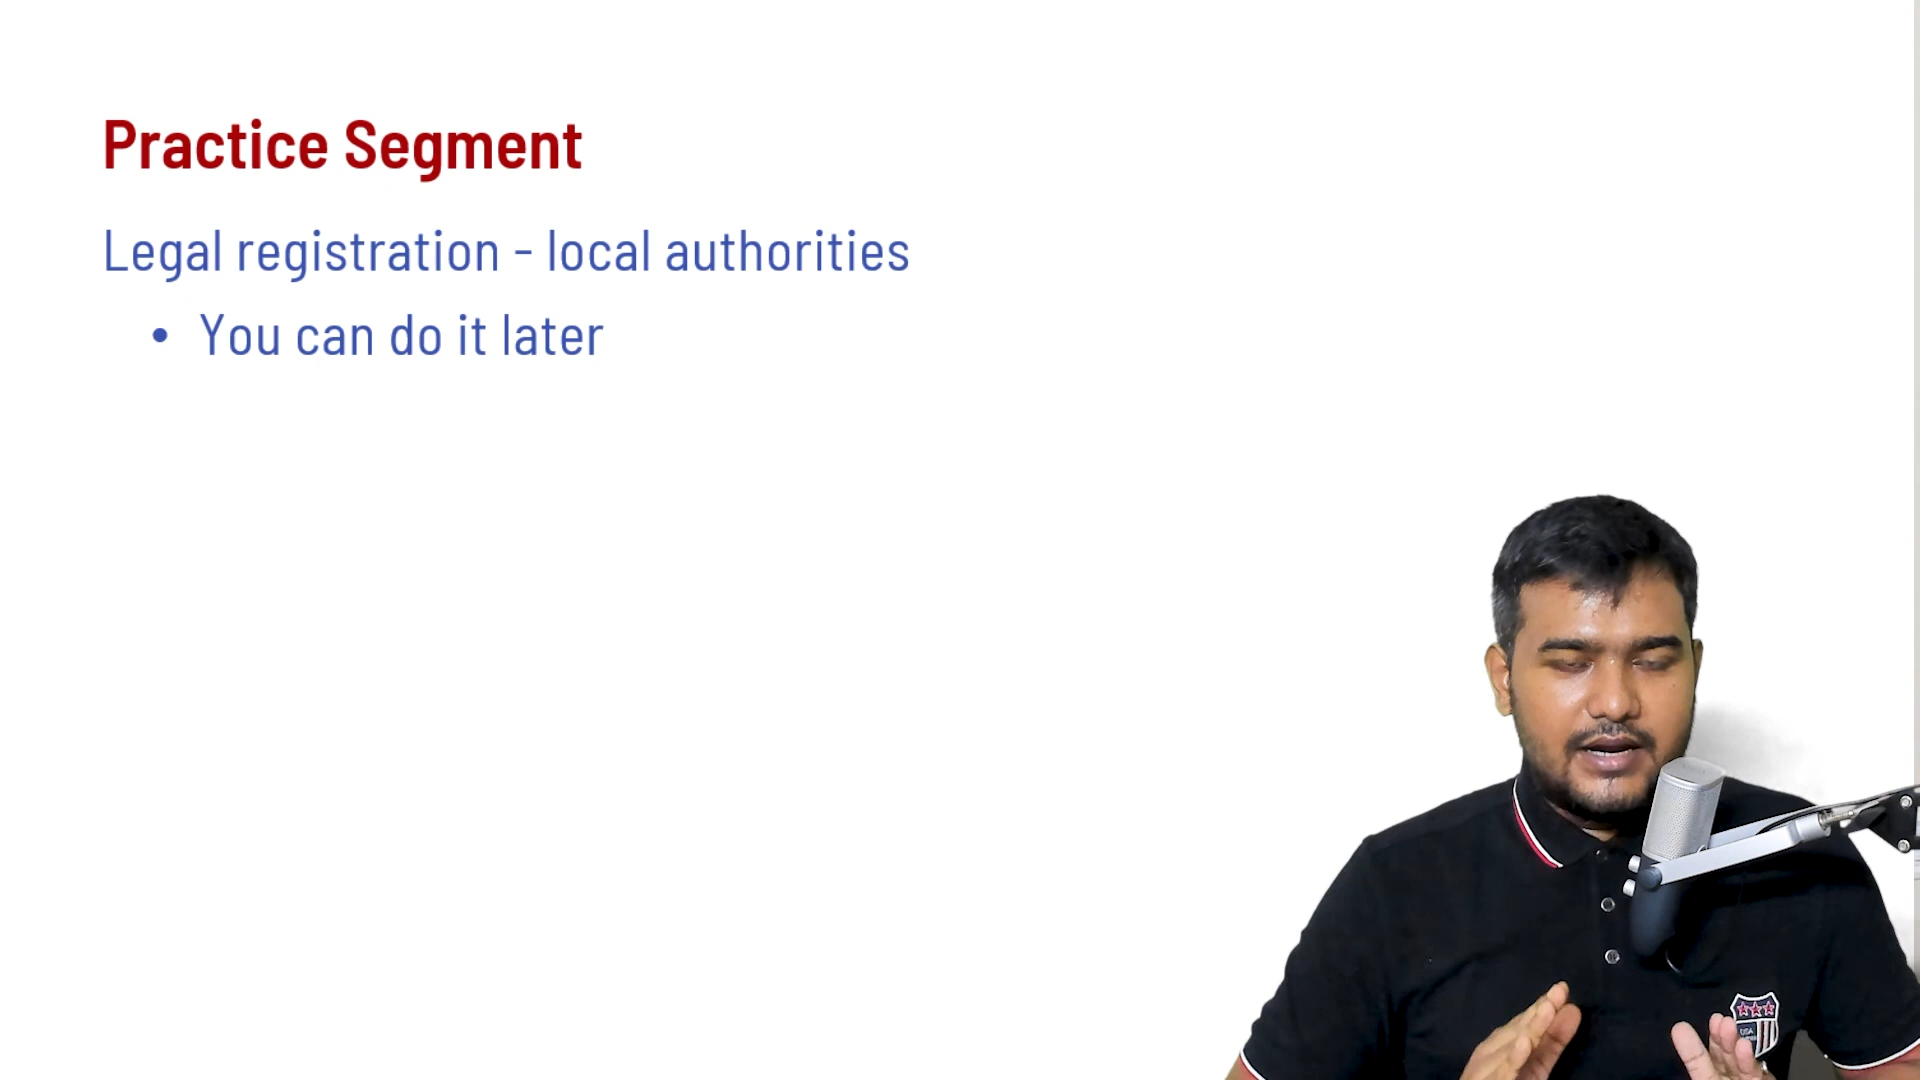 Practice Segment
Legal registration - local authorities
• You can do it later